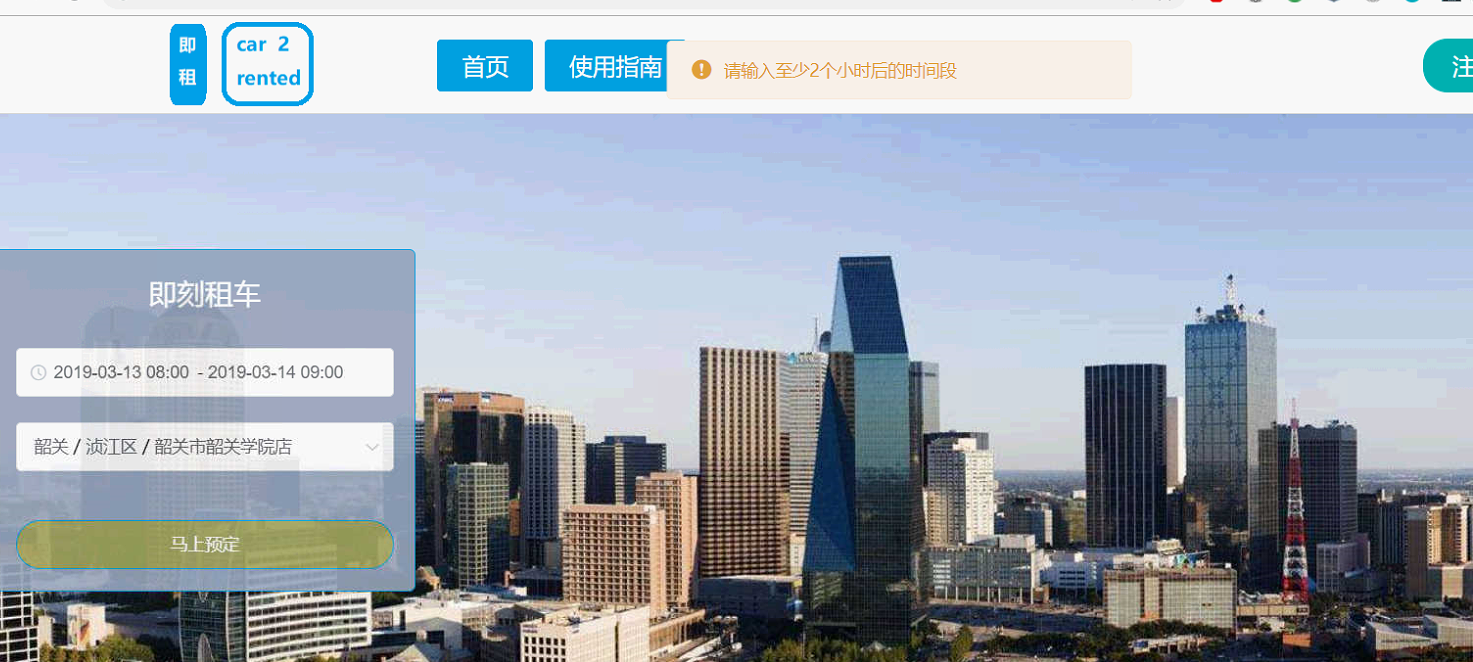 即
租
car 2
rented
首页
使用指南
请输入至少2个小时后的时间段
注
即刻租车
2019-03-13 08:00 - 2019-03-14 09:00
韶关 / 浈江区 / 韶关市韶关学院店
马上预定